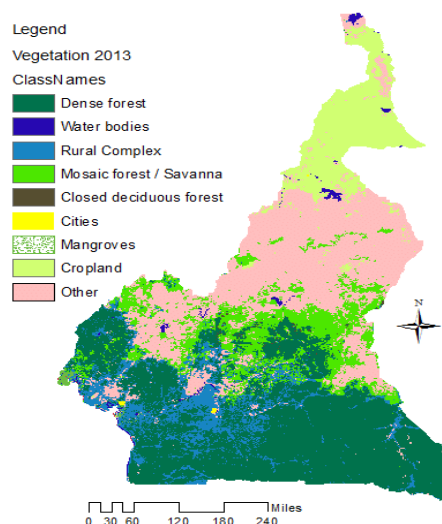 Legend
Vegetation 2013
ClassNames
Dense forest
Water bodies
Rural Complex
Mosaic forest / Savanna
Closed deciduous forest
Cities
Mangroves
Cropland
Other
N
Miles
0 30 60 120 180 240